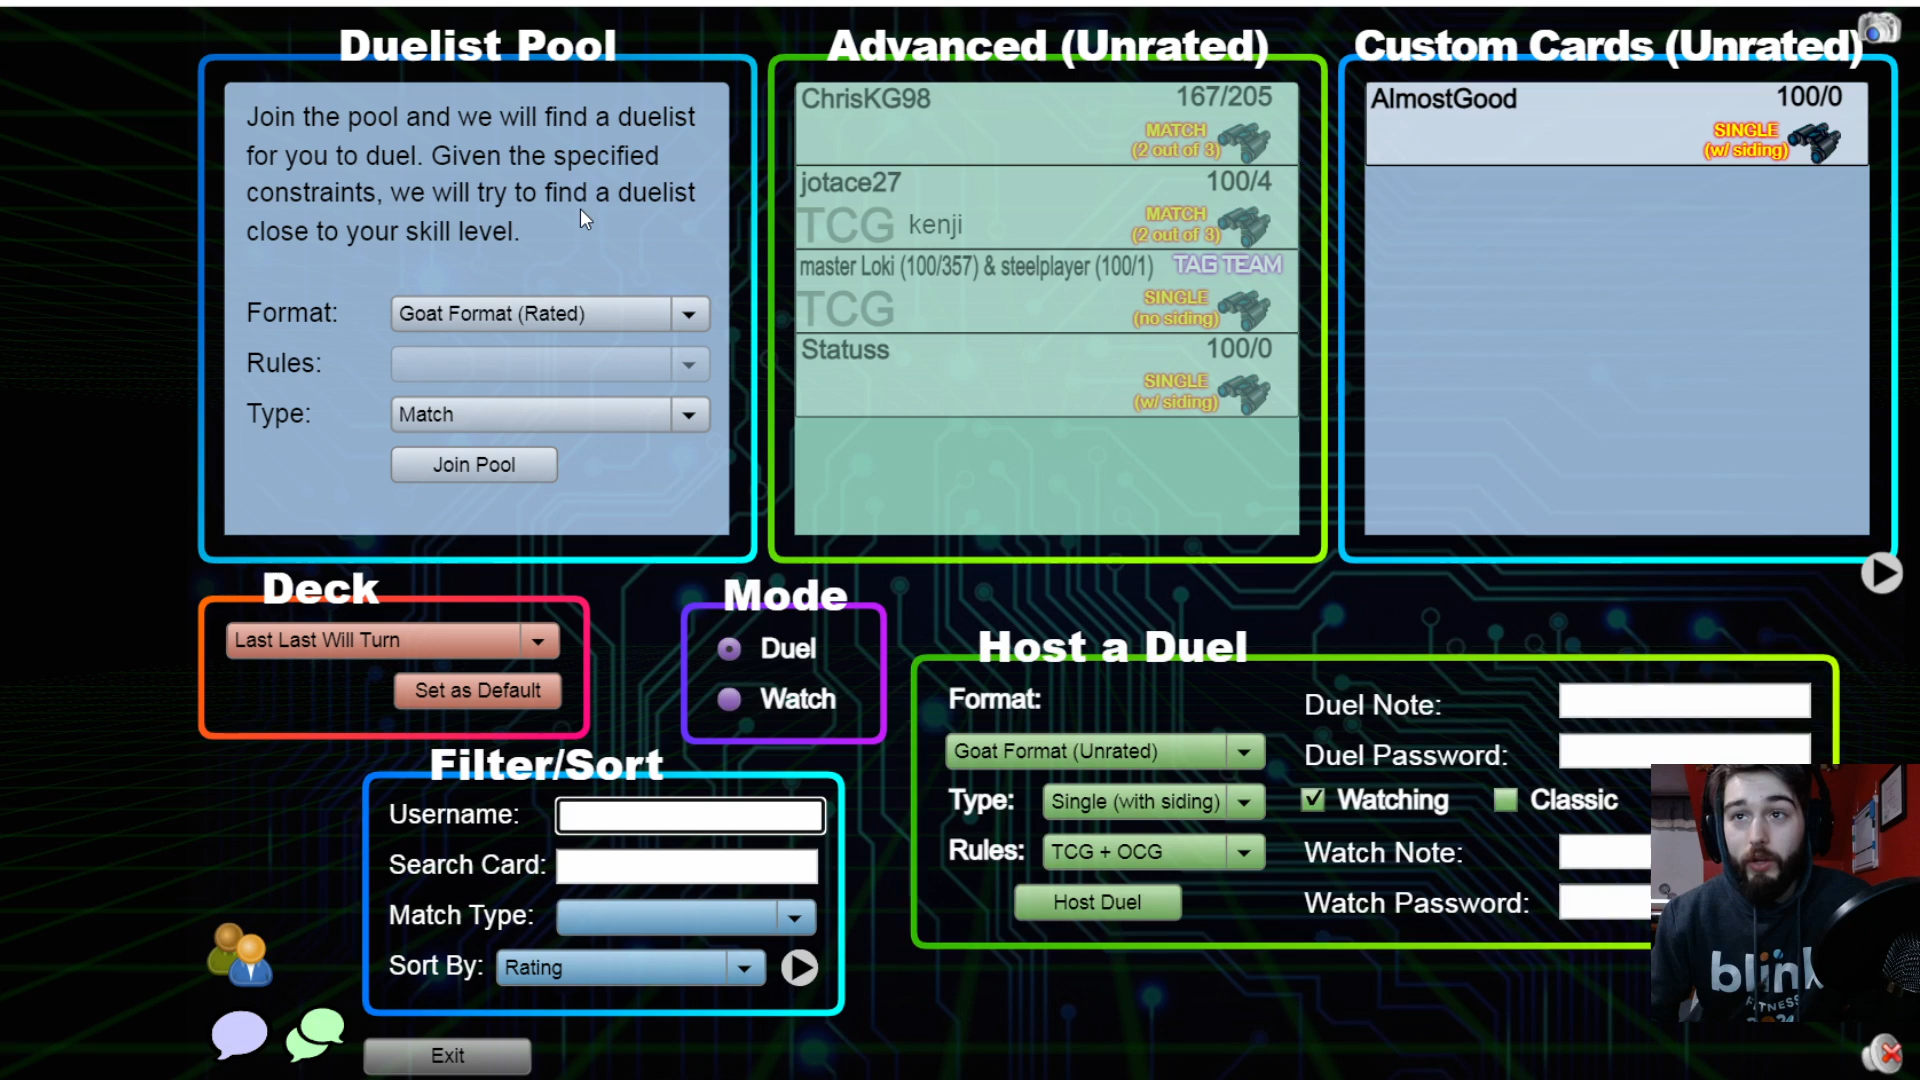 Duelist Pool
Join the pool and we will find a duelist
for you to duel. Given the specified
constraints, we will try to find a duelist
close to your skill level.
Format: Goat Format (Rated)
Rules:
Type: Match
Join Pool
Advanced (Unrated)
ChrisKG98 167/205
MATCH
(2 out of 3)
jotace27 100/4
TCG kenji MATCH
(2 out of 3)
master Loki (100/357) & steelplayer (100/1) TAG TEAM
TCG SINGLE
(no siding)
Statuss 100/0
SINGLE
(w/ siding)
Custom Cards (Unrated)
AlmostGood 100/0
SINGLE
(w/ siding)
Deck
Last Last Will Turn
Set as Default
Mode
Duel
Watch
Filter/Sort
Username:
Search Card:
Match Type:
Sort By: Rating
Exit
Host a Duel
Format:
Goat Format (Unrated)
Type: Single (with siding)
Rules: TCG + OCG
Host Duel
Duel Note:
Duel Password:
Watching Classic
Watch Note:
Watch Password:
blink